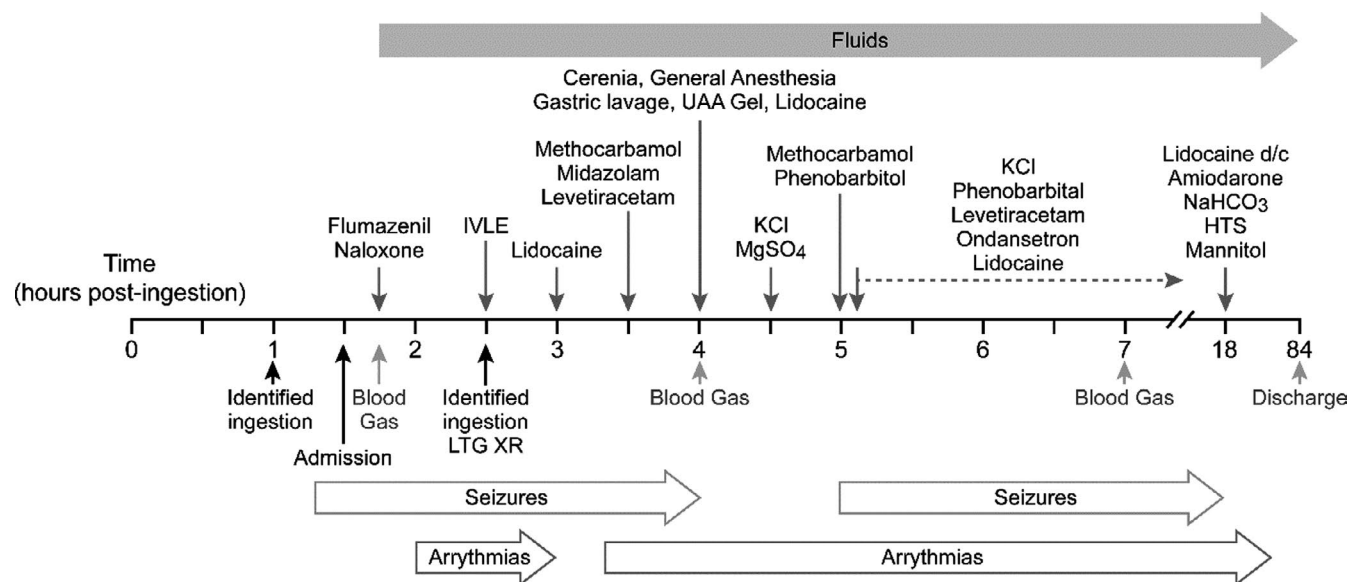 Fluids
Cerenia, General Anesthesia
Gastric lavage, UAA Gel, Lidocaine
Methocarbamol
Midazolam
Levetiracetam
Methocarbamol
Phenobarbitol
KCl
Phenobarbital
Levetiracetam
Ondansetron
Lidocaine
Lidocaine d/c
Amiodarone
NaHCO3
HTS
Mannitol
Flumazenil
Naloxone
IVLE
Lidocaine
KCl
MgSO4
Time
(hours post-ingestion)
0 1 2 3 4 5 6 7 18 84
Identified
ingestion
Admission
Blood
Gas
Identified
ingestion
LTG XR
Blood Gas
Blood Gas
Discharge
Seizures
Seizures
Arrythmias
Arrythmias